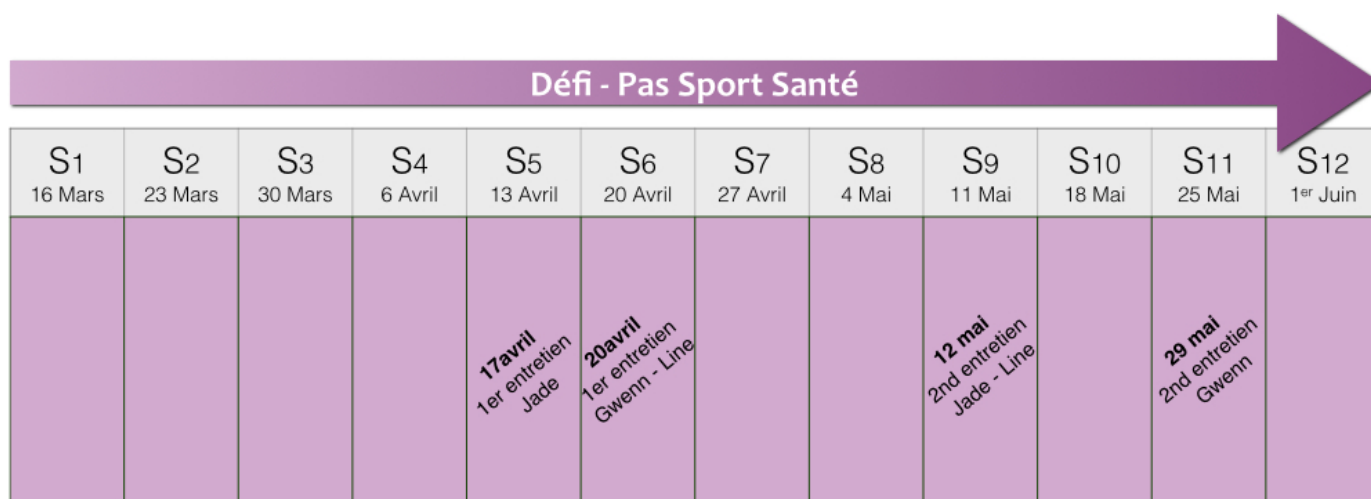 Défi - Pas Sport Santé
S1
16 Mars
S2
23 Mars
S3
30 Mars
S4
6 Avril
S5
13 Avril
S6
20 Avril
S7
27 Avril
S8
4 Mai
S9
11 Mai
S10
18 Mai
S11
25 Mai
S12
1er Juin
17avril
1er entretien
Jade
20avril
1er entretien
Gwenn - Line
12 mai
2nd entretien
Jade - Line
29 mai
2nd entretien
Gwenn